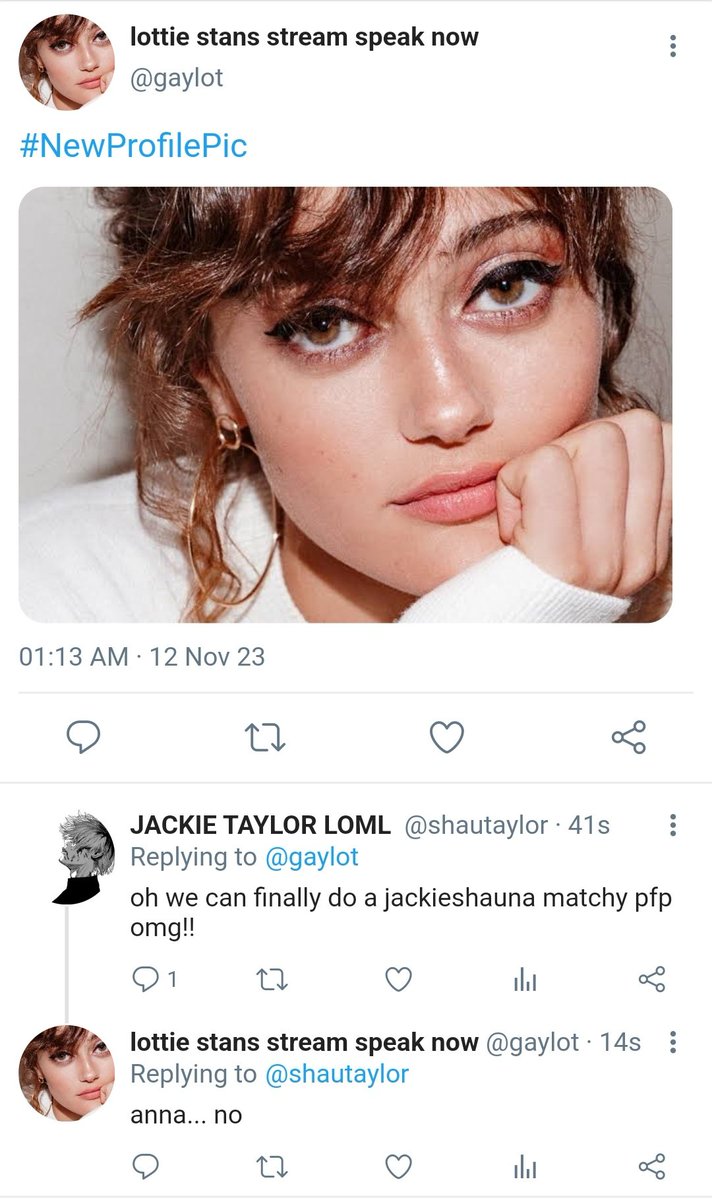 lottie stans stream speak now
@gaylot
#NewProfilePic
01:13 AM · 12 Nov 23
JACKIE TAYLOR LOML @shautaylor · 41s
Replying to @gaylot
oh we can finally do a jackieshauna matchy pfp
omg!!
1
lottie stans stream speak now @gaylot · 14s
Replying to @shautaylor
anna... no